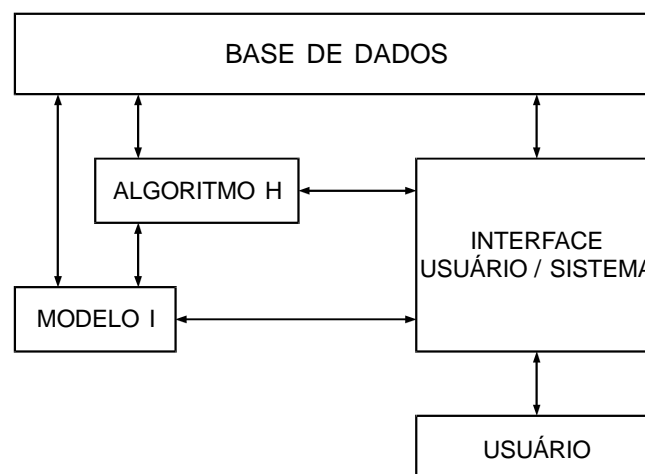 BASE DE DADOS
ALGORITMO H
INTERFACE
USUÁRIO / SISTEMA
MODELO I
USUÁRIO